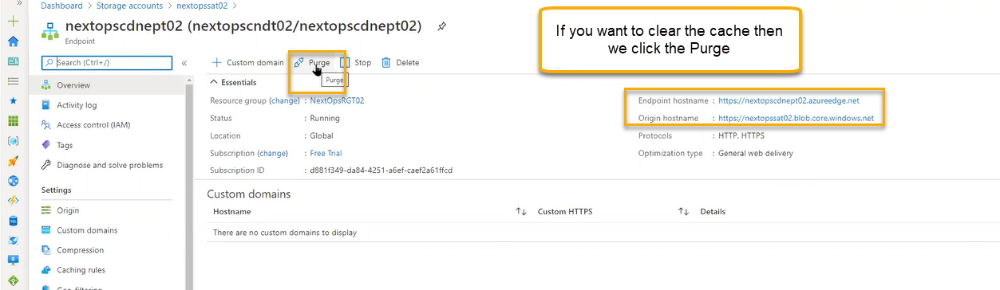 Dashboard > Storage accounts > nextopssat02
nextopscdnept02 (nextopscndt02/nextopscdnept02)
Endpoint
If you want to clear the cache then
we click the Purge
Search (Ctrl+/)
Custom domain
Purge
Stop
Delete
Purge
Overview
Activity log
Access control (IAM)
Tags
Diagnose and solve problems
Settings
Origin
Custom domains
Compression
Caching rules
Geo-filtering
Essentials
Resource group (change) : NextOpsRGT02
Status : Running
Location : Global
Subscription (change) : Free Trial
Subscription ID : d881f349-da84-4251-a6ef-caef2a61ffcd
Endpoint hostname : https://nextopscdnept02.azureedge.net
Origin hostname : https://nextopssat02.blob.core.windows.net
Protocols : HTTP, HTTPS
Optimization type : General web delivery
Custom domains
Hostname
Custom HTTPS
Details
There are no custom domains to display